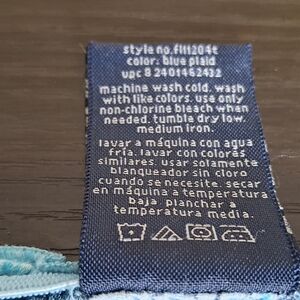 style no.fl11204t
color: blue plaid
upc 8 2401462432
machine wash cold. wash
with like colors. use only
non-chlorine bleach when
needed. tumble dry low.
medium iron.
lavar a máquina con agua
fría. lavar con colores
similares. usar solamente
blanqueador sin cloro
cuando se necesite. secar
en máquina a temperatura
baja. planchar a
temperatura media.